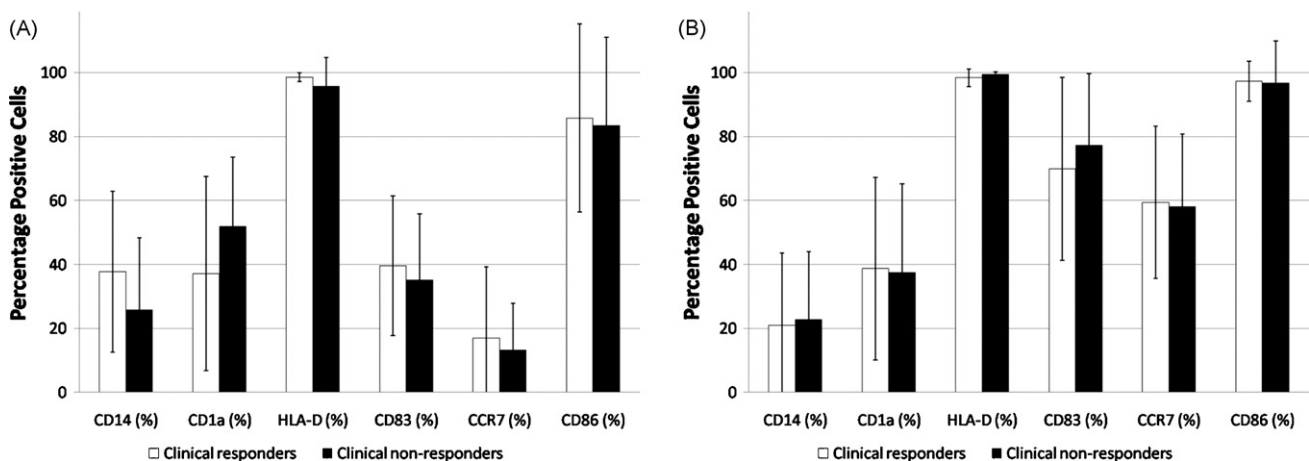 (A)
Percentage Positive Cells
100
80
60
40
20
0
CD14 (%) CD1a (%) HLA-D (%) CD83 (%) CCR7 (%) CD86 (%)
Clinical responders Clinical non-responders
(B)
Percentage Positive Cells
100
80
60
40
20
0
CD14 (%) CD1a (%) HLA-D (%) CD83 (%) CCR7 (%) CD86 (%)
Clinical responders Clinical non-responders